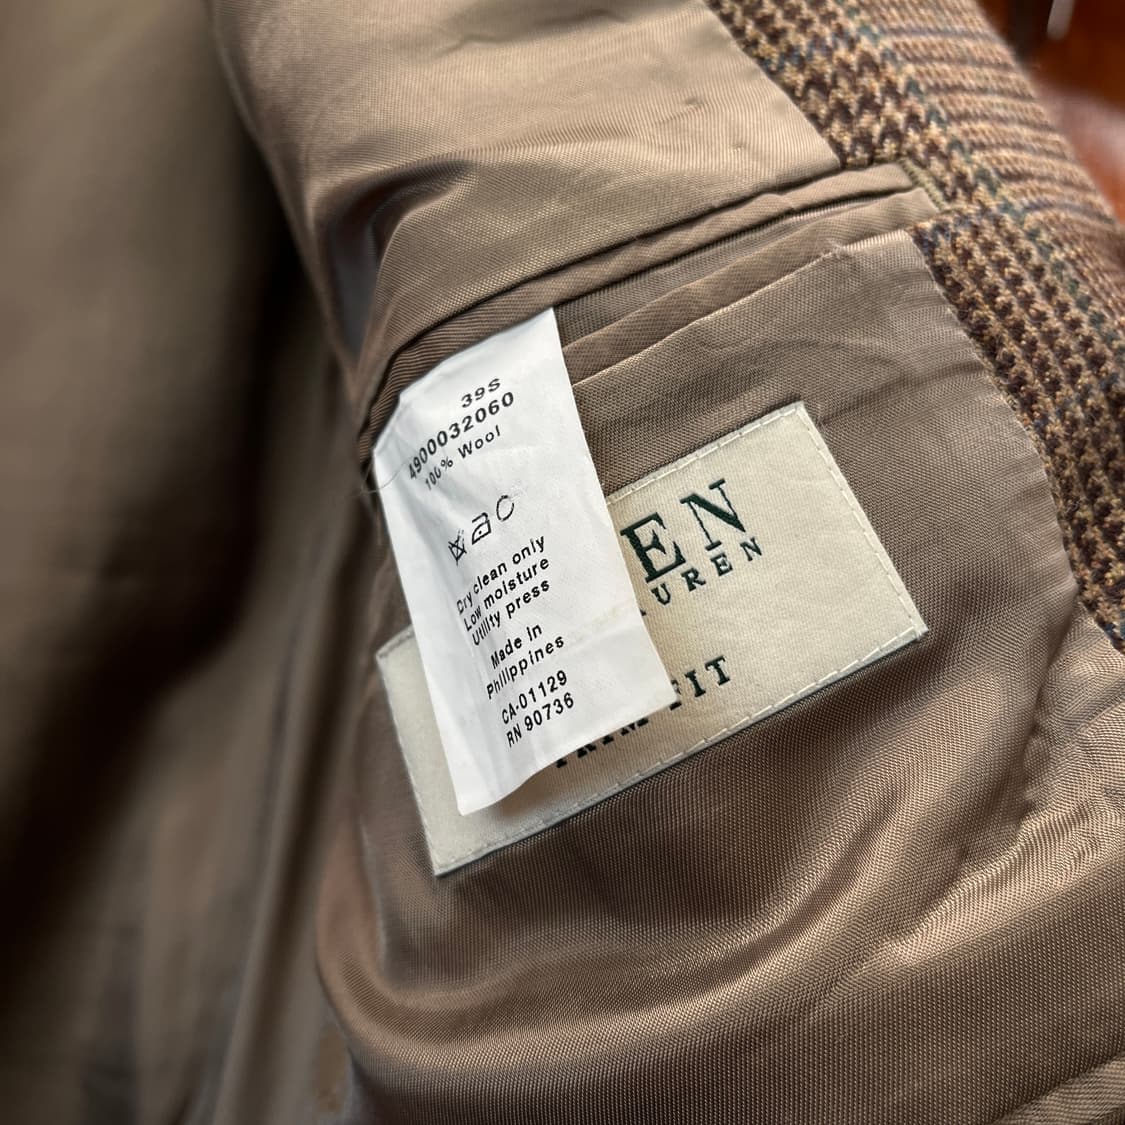 39S
4900032060
100% Wool
Dry clean only
Low moisture
Utility press
Made in
Philippines
CA-01129
RN 90736
EN
UREN
FIT